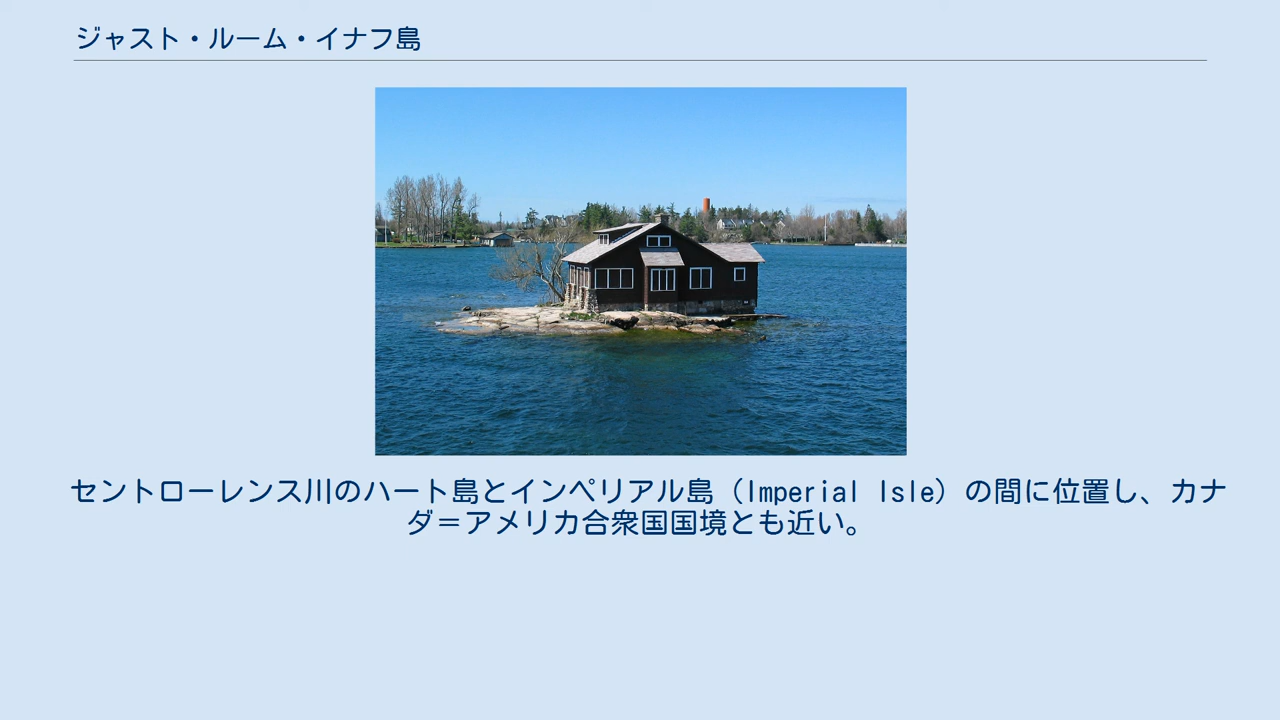 ジャスト・ルーム・イナフ島
セントローレンス川のハート島とインペリアル島（Imperial Isle）の間に位置し、カナ
ダ＝アメリカ合衆国国境とも近い。